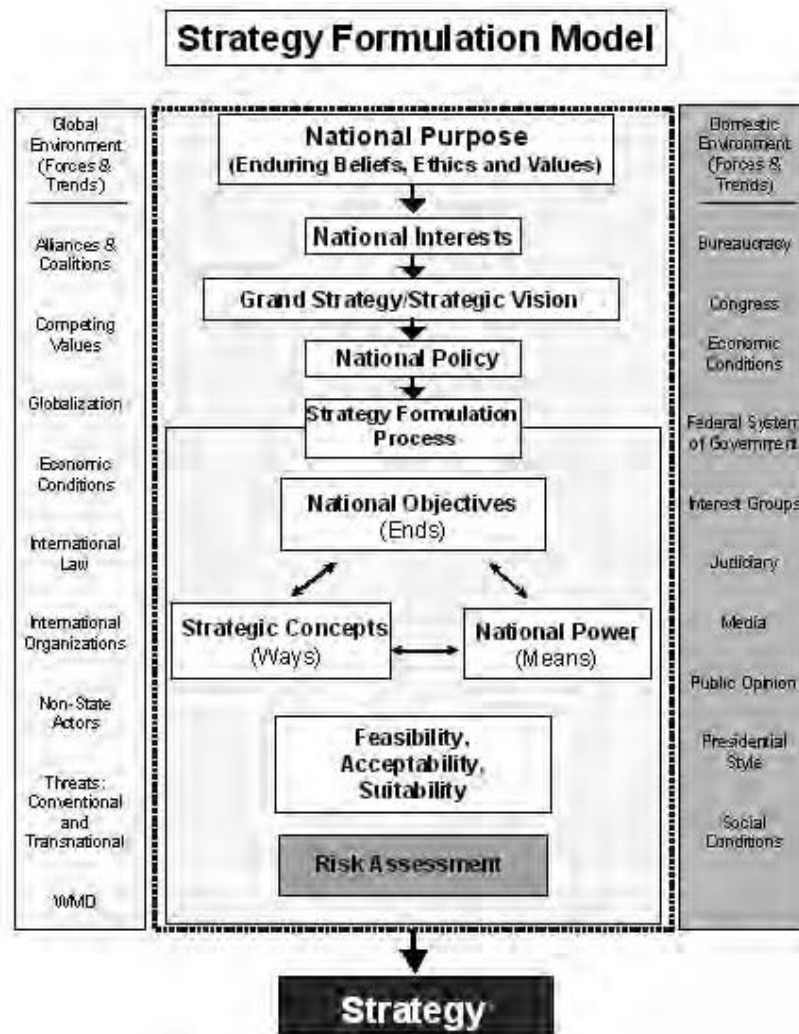 Strategy Formulation Model
Global
Environment
(Forces &
Trends)
Alliances &
Coalitions
Competing
Values
Globalization
Economic
Conditions
International
Law
International
Organizations
Non-State
Actors
Threats:
Conventional
and
Transnational
WMD
National Purpose
(Enduring Beliefs, Ethics and Values)
National Interests
Grand Strategy/Strategic Vision
National Policy
Strategy Formulation
Process
National Objectives
(Ends)
Strategic Concepts
(Ways)
National Power
(Means)
Feasibility,
Acceptability,
Suitability
Risk Assessment
Strategy
Domestic
Environment
(Forces &
Trends)
Bureaucracy
Congress
Economic
Conditions
Federal System
of Government
Interest Groups
Judiciary
Media
Public Opinion
Presidential
Style
Social
Conditions